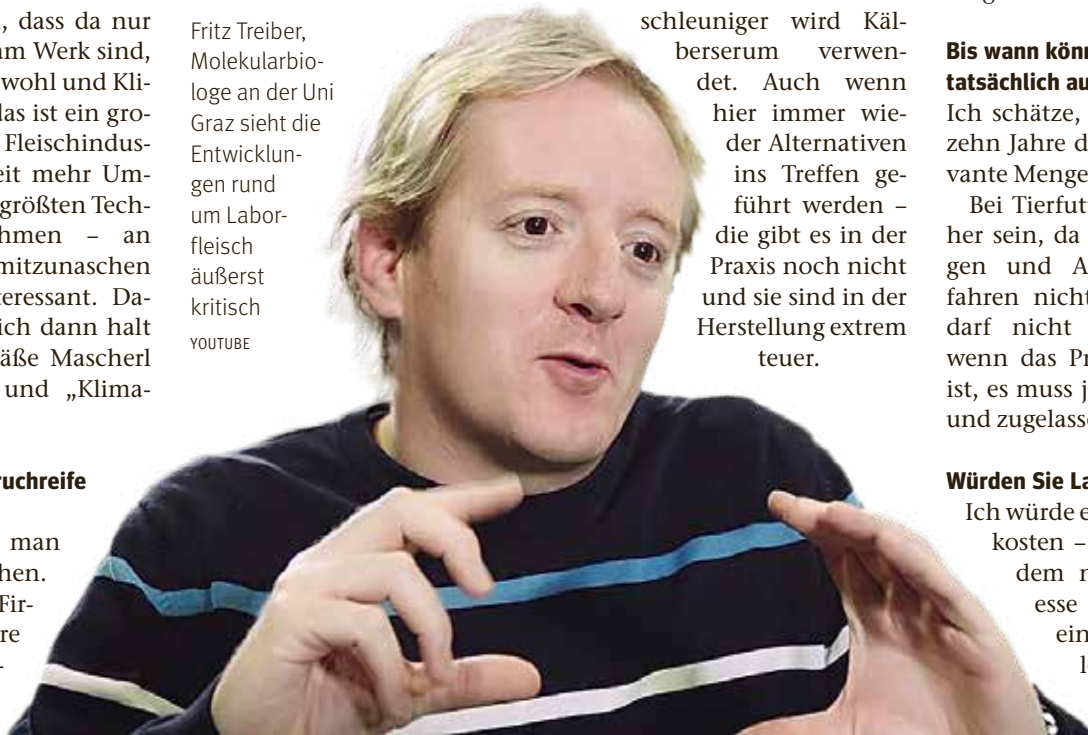 , dass da nur
am Werk sind,
wohl und Kli-
das ist ein gro-
Fleischindus-
eit mehr Um-
größten Tech-
hmen – an
mitzunaschen
teressant. Da-
ich dann halt
äße Mascherl
und „Klima-
ruchreife
man
hen.
Fir-
re
-
Fritz Treiber,
Molekularbio-
loge an der Uni
Graz sieht die
Entwicklun-
gen rund
um Labor-
fleisch
äußerst
kritisch
YOUTUBE
schleuniger wird Käl-
berserum verwen-
det. Auch wenn
hier immer wie-
der Alternativen
ins Treffen ge-
führt werden –
die gibt es in der
Praxis noch nicht
und sie sind in der
Herstellung extrem
teuer.
Bis wann könn
tatsächlich au
Ich schätze,
zehn Jahre d
vante Menge
Bei Tierfut
her sein, da
gen und A
fahren nicht
darf nicht
wenn das Pr
ist, es muss j
und zugelass
Würden Sie La
Ich würde e
kosten –
dem n
esse
ein